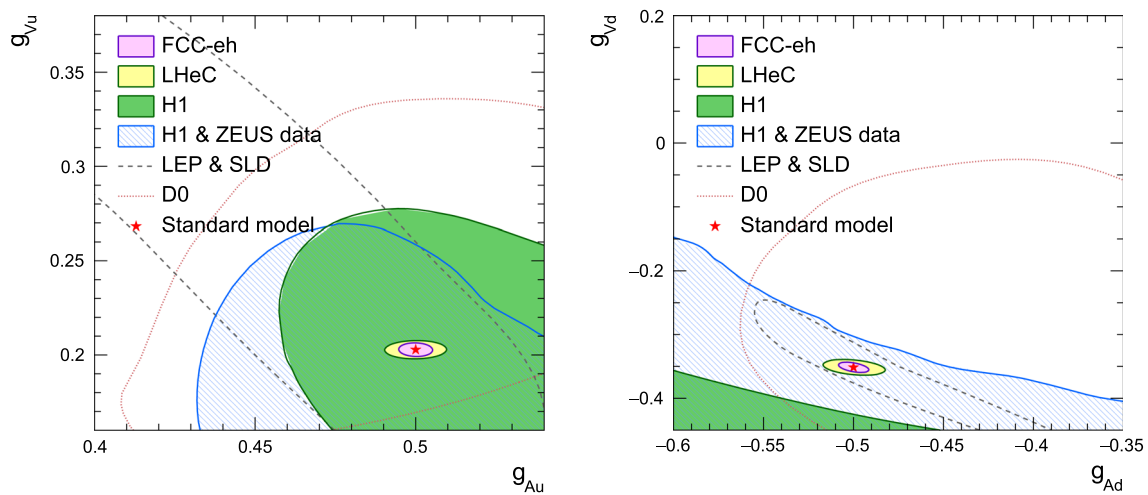 g_Vu
0.35
0.3
0.25
0.2
FCC-eh
LHeC
H1
H1 & ZEUS data
LEP & SLD
D0
Standard model
0.4
0.45
0.5
g_Au
g_Vd
0.2
0
−0.2
−0.4
FCC-eh
LHeC
H1
H1 & ZEUS data
LEP & SLD
D0
Standard model
−0.6
−0.55
−0.5
−0.45
−0.4
−0.35
g_Ad